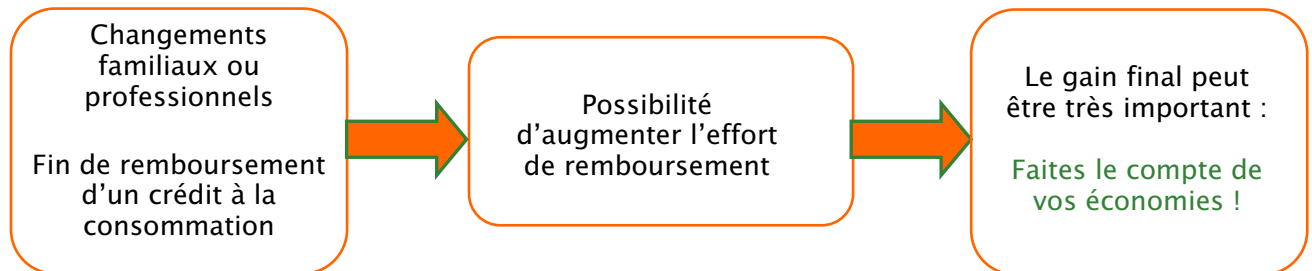 Changements
familiaux ou
professionnels
Fin de remboursement
d'un crédit à la
consommation
Possibilité
d'augmenter l'effort
de remboursement
Le gain final peut
être très important :
Faites le compte de
vos économies !